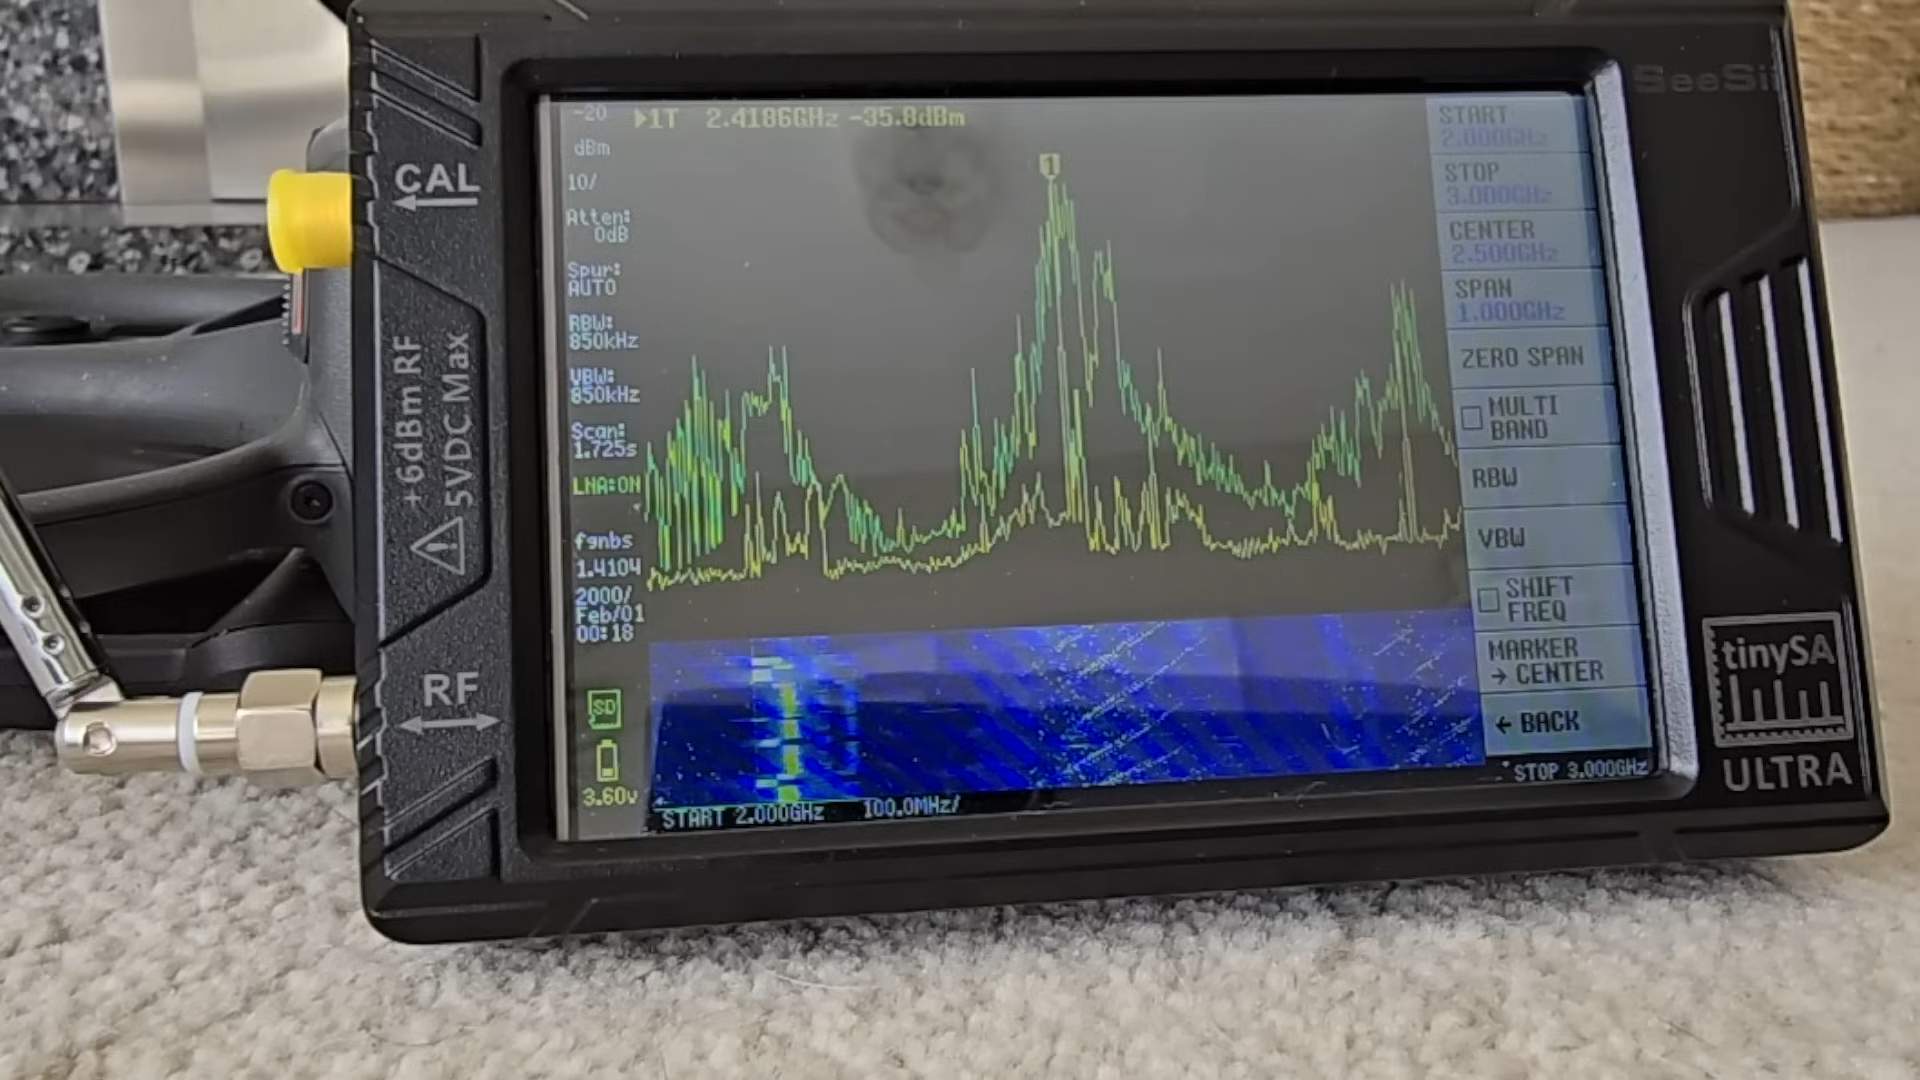 SeeSii
CAL
+6dBm RF
5VDC Max
RF
-20
dBm
10/
Atten:
0dB
Spur:
AUTO
RBW:
850kHz
VBW:
850kHz
Scan:
1.725s
LNA:ON
fgnbs
1.4104
2000/
Feb/01
00:18
SD
3.60v
▶1T 2.4186GHz -35.8dBm
1
START 2.000GHz 100.0MHz/
STOP 3.000GHz
START
2.000GHz
STOP
3.000GHz
CENTER
2.500GHz
SPAN
1.000GHz
ZERO SPAN
MULTI
BAND
RBW
VBW
SHIFT
FREQ
MARKER
→ CENTER
← BACK
tinySA
ULTRA